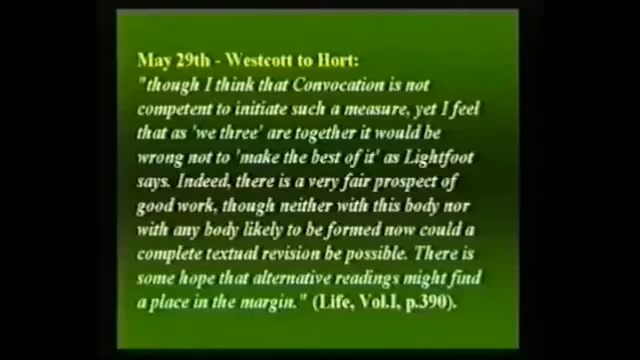 May 29th - Westcott to Hort:
"though I think that Convocation is not
competent to initiate such a measure, yet I feel
that as 'we three' are together it would be
wrong not to 'make the best of it' as Lightfoot
says. Indeed, there is a very fair prospect of
good work, though neither with this body nor
with any body likely to be formed now could a
complete textual revision be possible. There is
some hope that alternative readings might find
a place in the margin." (Life, Vol.I, p.390).